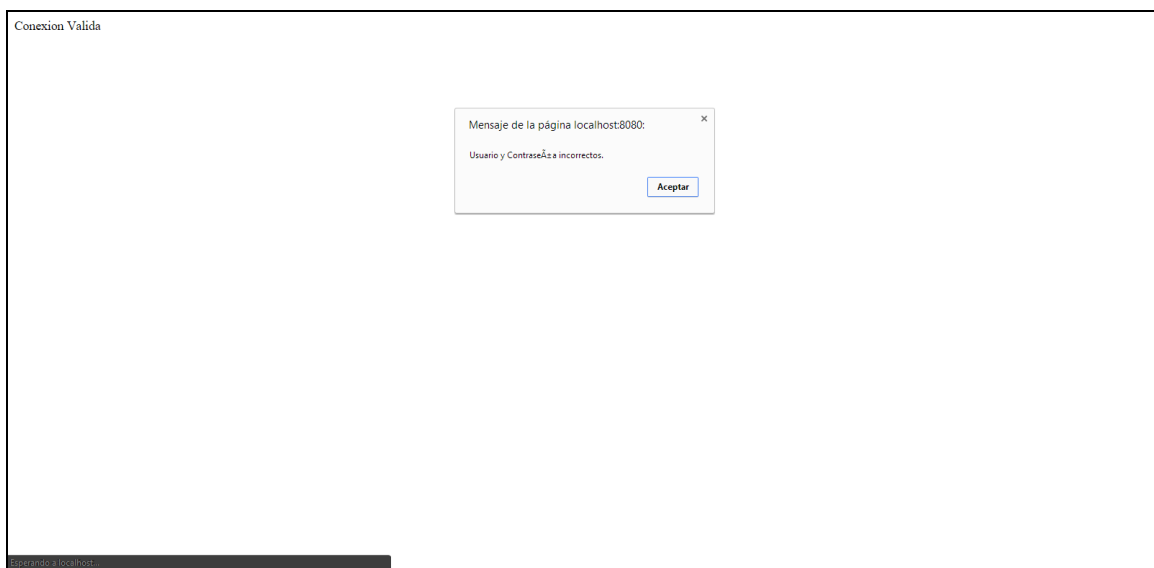 Conexion Valida
Mensaje de la página localhost:8080:
×
Usuario y ContraseÃ±a incorrectos.
Aceptar
Esperando a localhost...